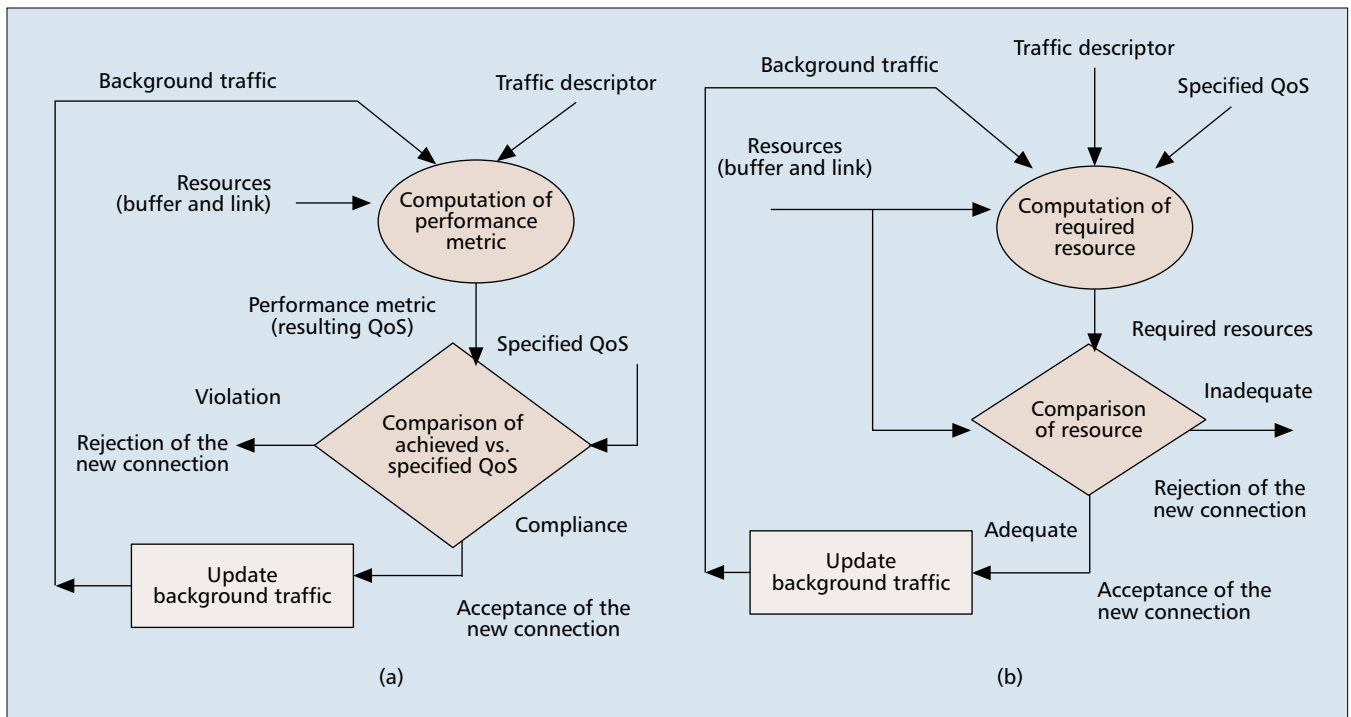 Background traffic
Traffic descriptor
Resources
(buffer and link)
Computation of
performance
metric
Performance metric
(resulting QoS)
Specified QoS
Violation
Comparison of
achieved vs.
specified QoS
Rejection of the
new connection
Compliance
Update
background traffic
Acceptance of the
new connection
(a)
Background traffic
Traffic descriptor
Specified QoS
Resources
(buffer and link)
Computation of
required
resource
Required resources
Inadequate
Comparison
of resource
Rejection of the
new connection
Adequate
Update
background traffic
Acceptance of the
new connection
(b)